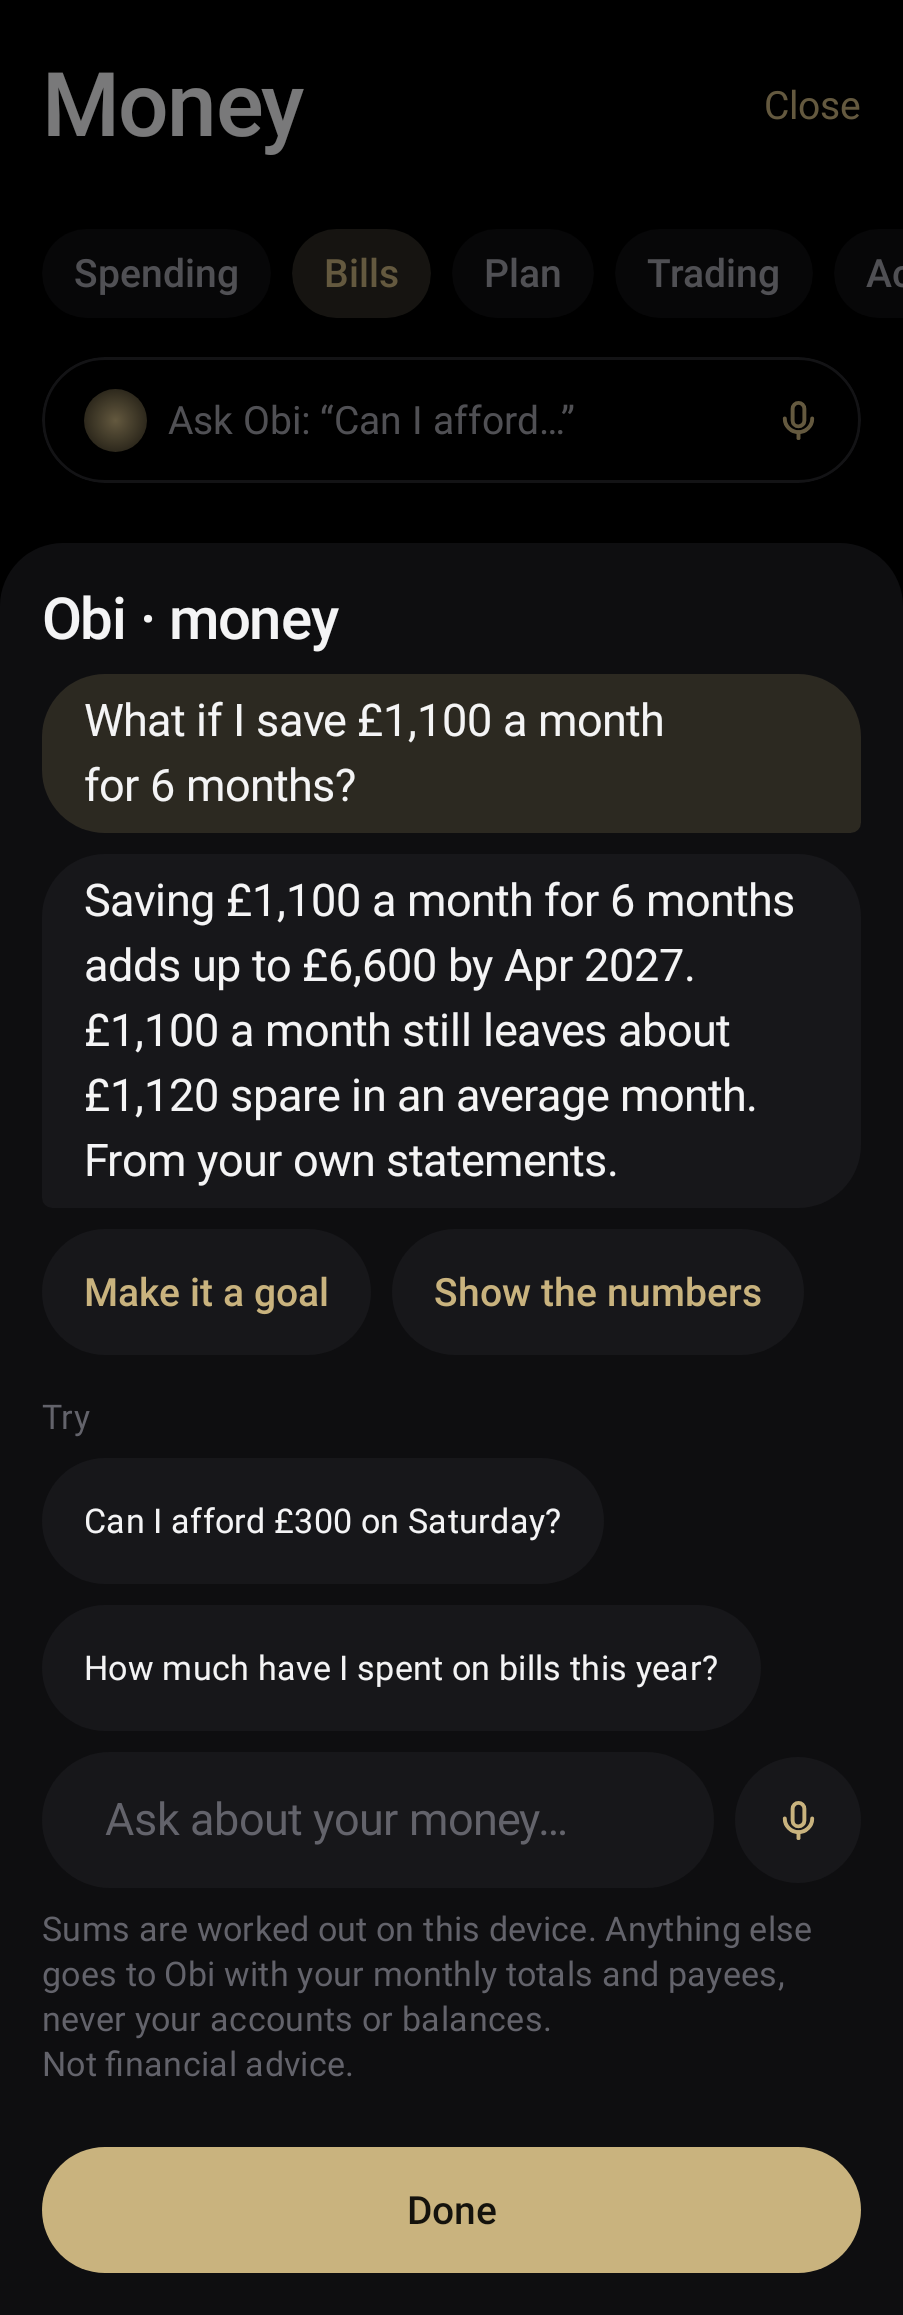 Money
Close
Spending
Bills
Plan
Trading
Ac
Ask Obi: “Can I afford…”
Obi · money
What if I save £1,100 a month
for 6 months?
Saving £1,100 a month for 6 months
adds up to £6,600 by Apr 2027.
£1,100 a month still leaves about
£1,120 spare in an average month.
From your own statements.
Make it a goal
Show the numbers
Try
Can I afford £300 on Saturday?
How much have I spent on bills this year?
Ask about your money…
Sums are worked out on this device. Anything else
goes to Obi with your monthly totals and payees,
never your accounts or balances.
Not financial advice.
Done